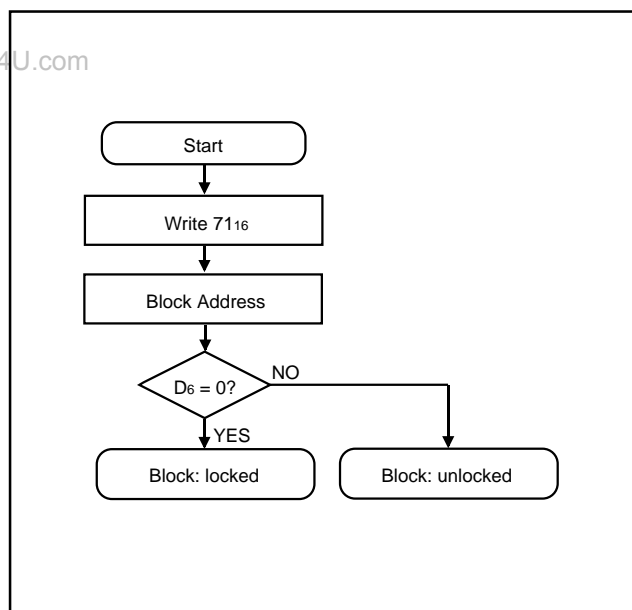 4U.com
Start
Write 71₁₆
Block Address
D₆ = 0?
NO
YES
Block: locked
Block: unlocked